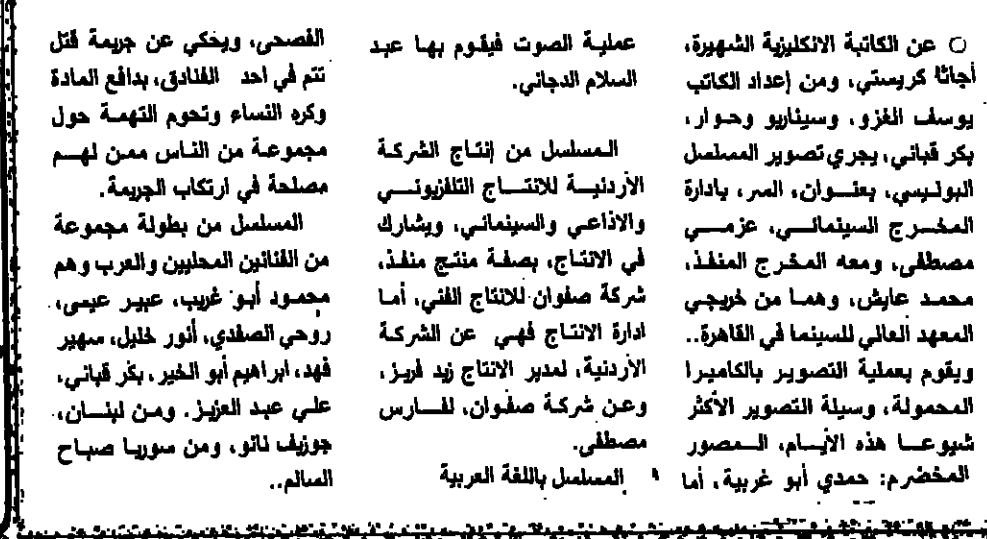 ○ عن الكاتبة الانكليزية الشهيرة،
أجاثا كريستي، ومن إعداد الكاتب
يوسف الغزو، وسيناريو وحوار،
بكر قباني، يجري تصوير المسلسل
البوليسي، بعنوان، السر، بادارة
المخرج السينمائي، عزمي
مصطفى، ومعه المخرج المنفذ،
محمد عايش، وهما من خريجي
المعهد العالي للسينما في القاهرة..
ويقوم بعملية التصوير بالكاميرا
المحمولة، وسيلة التصوير الأكثر
شيوعا هذه الأيام، المصور
المخضرم: حمدي أبو غربية، أما
عملية الصوت فيقوم بها عبد
السلام الدجاني.
المسلسل من إنتاج الشركة
الأردنية للانتاج التلفزيوني
والاذاعي والسينمائي، ويشارك
في الانتاج، بصفة منتج منفذ،
شركة صفوان للانتاج الفني، أما
ادارة الانتاج فهي عن الشركة
الأردنية، لمدير الانتاج زيد فريز،
وعن شركة صفوان، لفارس
مصطفى.
المسلسل باللغة العربية
الفصحى، ويحكي عن جريمة قتل
تتم في احد الفنادق، بدافع المادة
وكره النساء وتحوم التهمة حول
مجموعة من الناس ممن لهم
مصلحة في ارتكاب الجريمة.
المسلسل من بطولة مجموعة
من الفنانين المحليين والعرب وهم
محمود أبو غريب، عبير عيسى،
روحي الصفدي، أنور خليل، سهير
فهد، ابراهيم أبو الخير، بكر قباني،
علي عبد العزيز. ومن لبنان،
جوزيف نانو، ومن سوريا صباح
السالم..